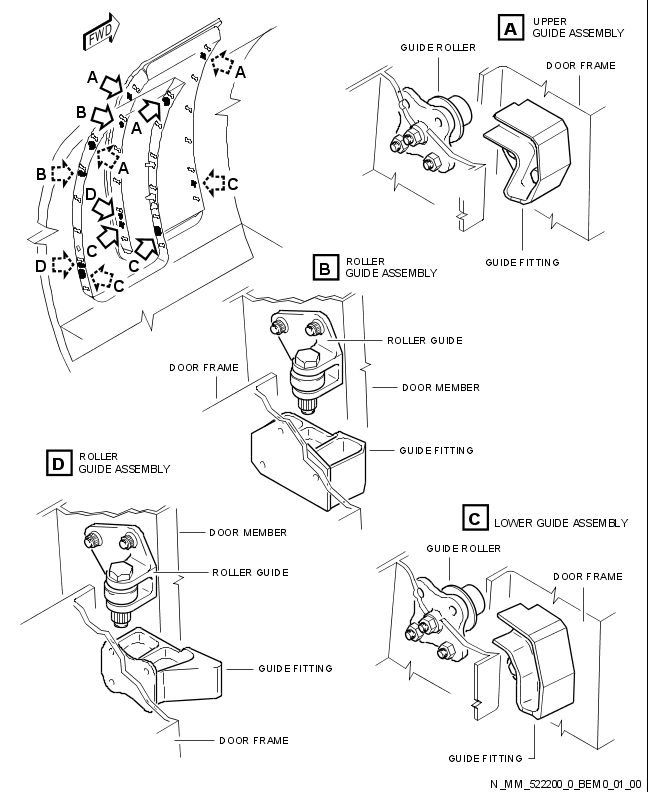 FWD
A
A
B
A
B
A
D
C
C
D
C
C
A
UPPER
GUIDE ASSEMBLY
GUIDE ROLLER
DOOR FRAME
GUIDE FITTING
B
ROLLER
GUIDE ASSEMBLY
ROLLER GUIDE
DOOR FRAME
DOOR MEMBER
GUIDE FITTING
D
ROLLER
GUIDE ASSEMBLY
DOOR MEMBER
ROLLER GUIDE
GUIDE FITTING
DOOR FRAME
C
LOWER GUIDE ASSEMBLY
GUIDE ROLLER
DOOR FRAME
GUIDE FITTING
N_MM_522200_0_BEM0_01_00